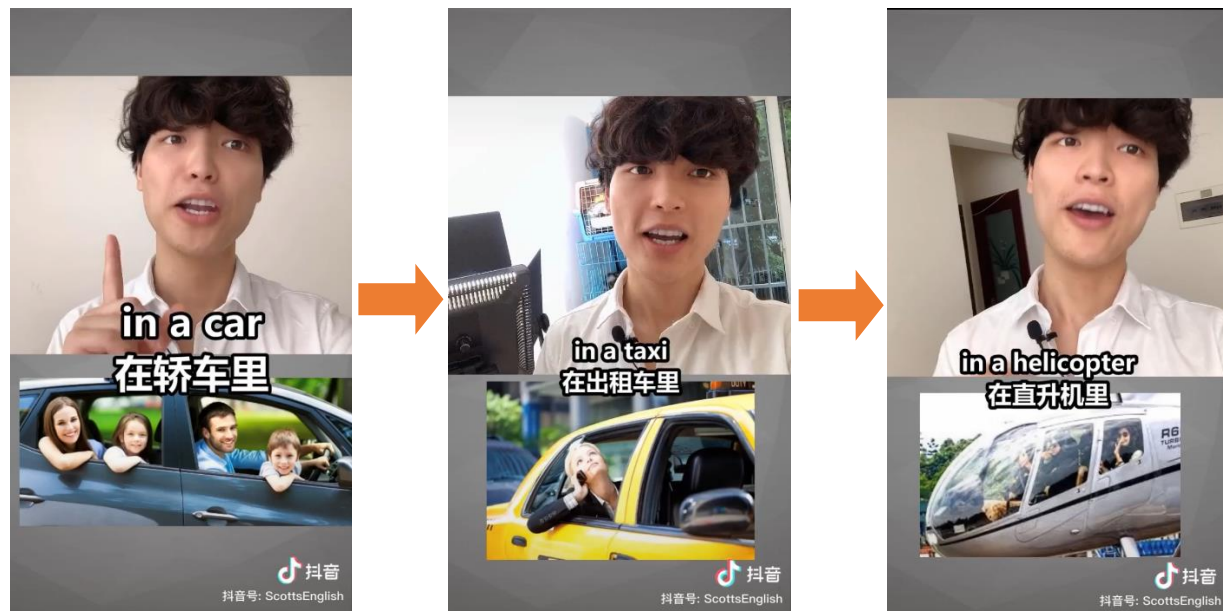 in a car
在轿车里
抖音
抖音号: ScottsEnglish
in a taxi
在出租车里
抖音
抖音号: ScottsEnglish
in a helicopter
在直升机里
R6
TURBI
抖音
抖音号: ScottsEnglish